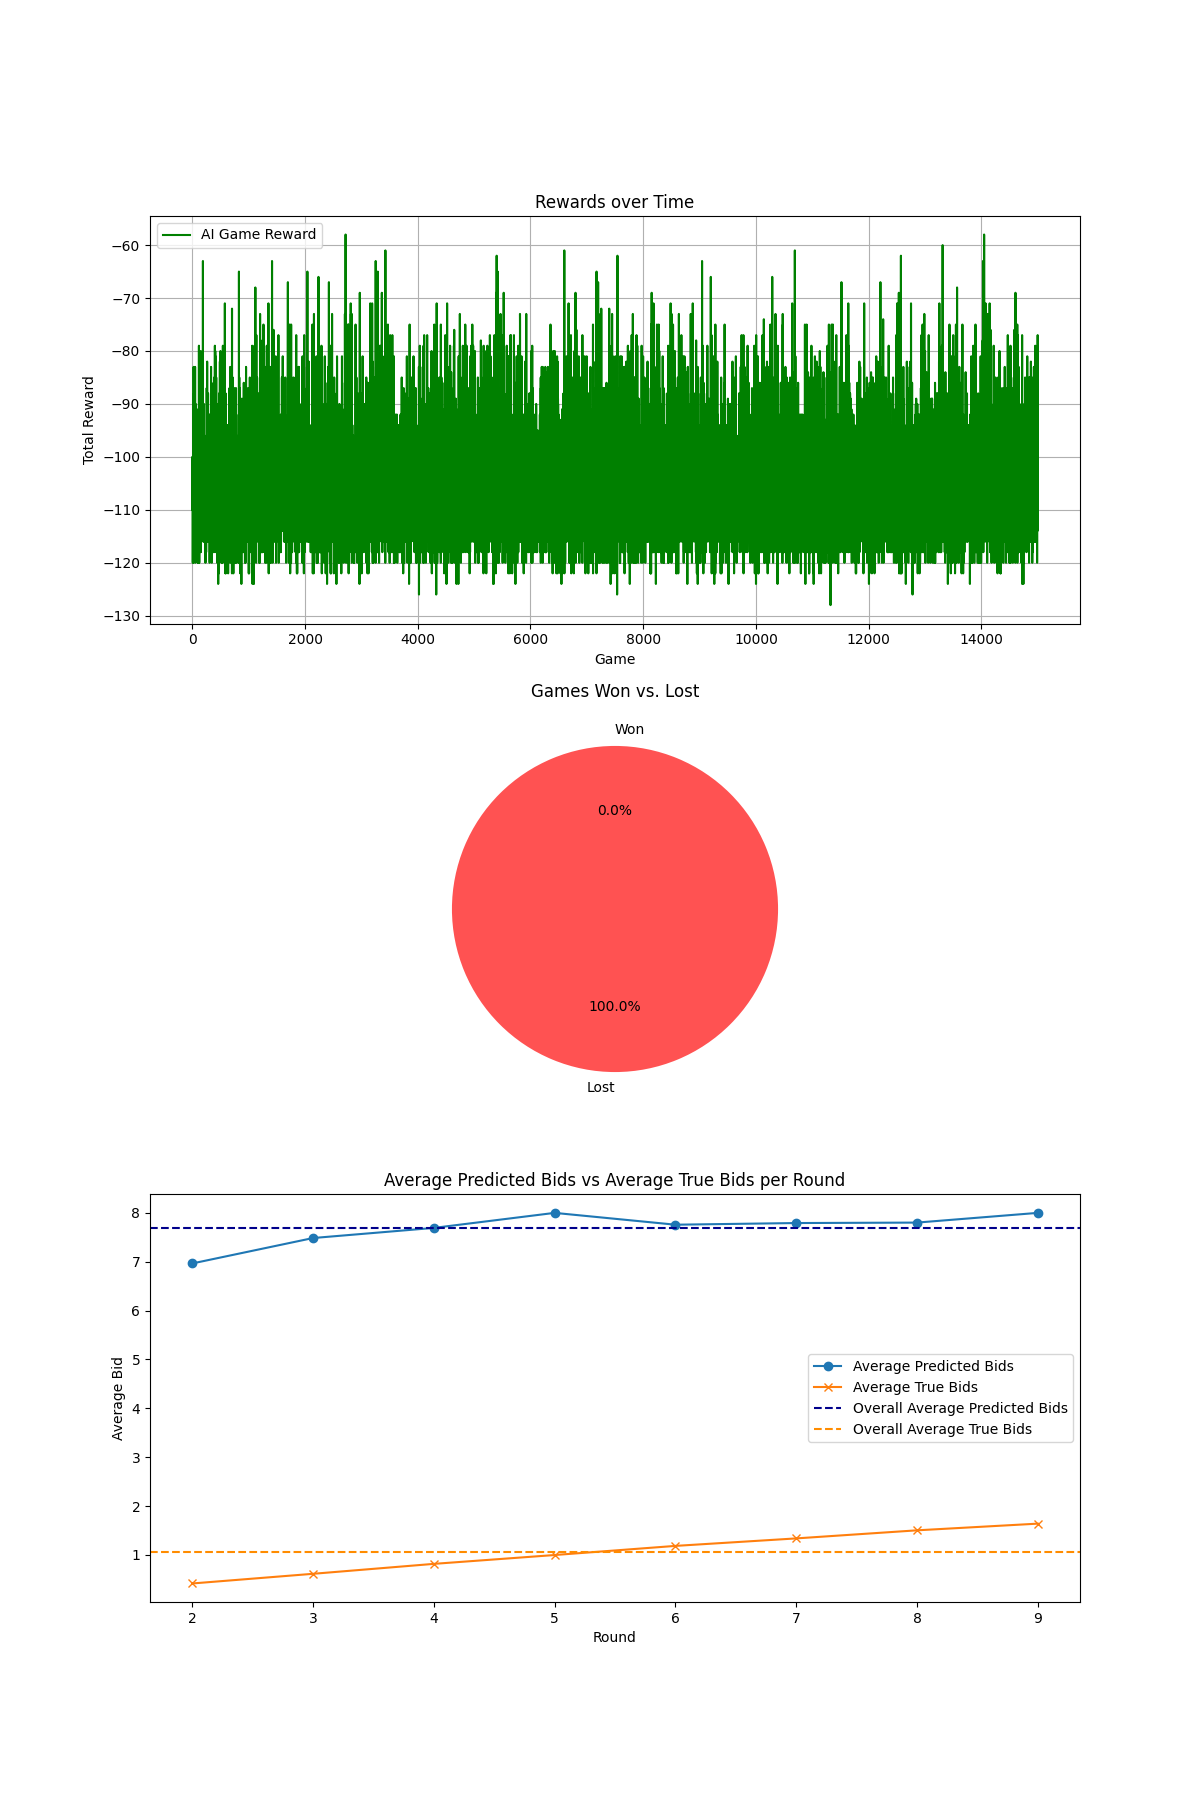 Rewards over Time
AI Game Reward
−60
−70
−80
−90
−100
−110
−120
−130
Total Reward
0 2000 4000 6000 8000 10000 12000 14000
Game
Games Won vs. Lost
Won
0.0%
100.0%
Lost
Average Predicted Bids vs Average True Bids per Round
8
7
6
5
4
3
2
1
Average Bid
Average Predicted Bids
Average True Bids
Overall Average Predicted Bids
Overall Average True Bids
2 3 4 5 6 7 8 9
Round